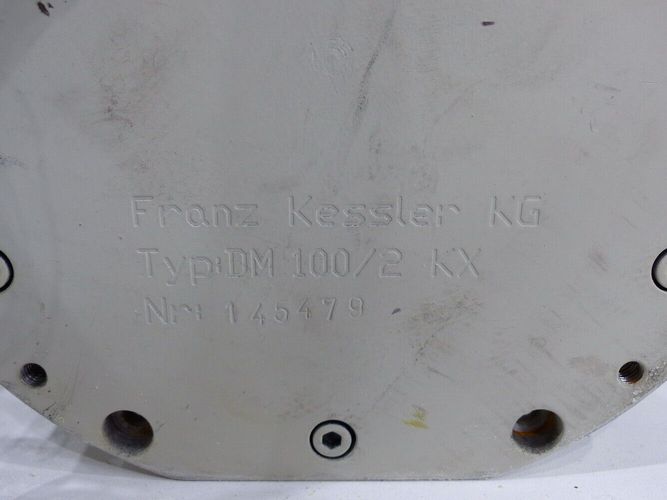 Franz Kessler KG
Typ:DM 100/2 KX
Nr: 145479